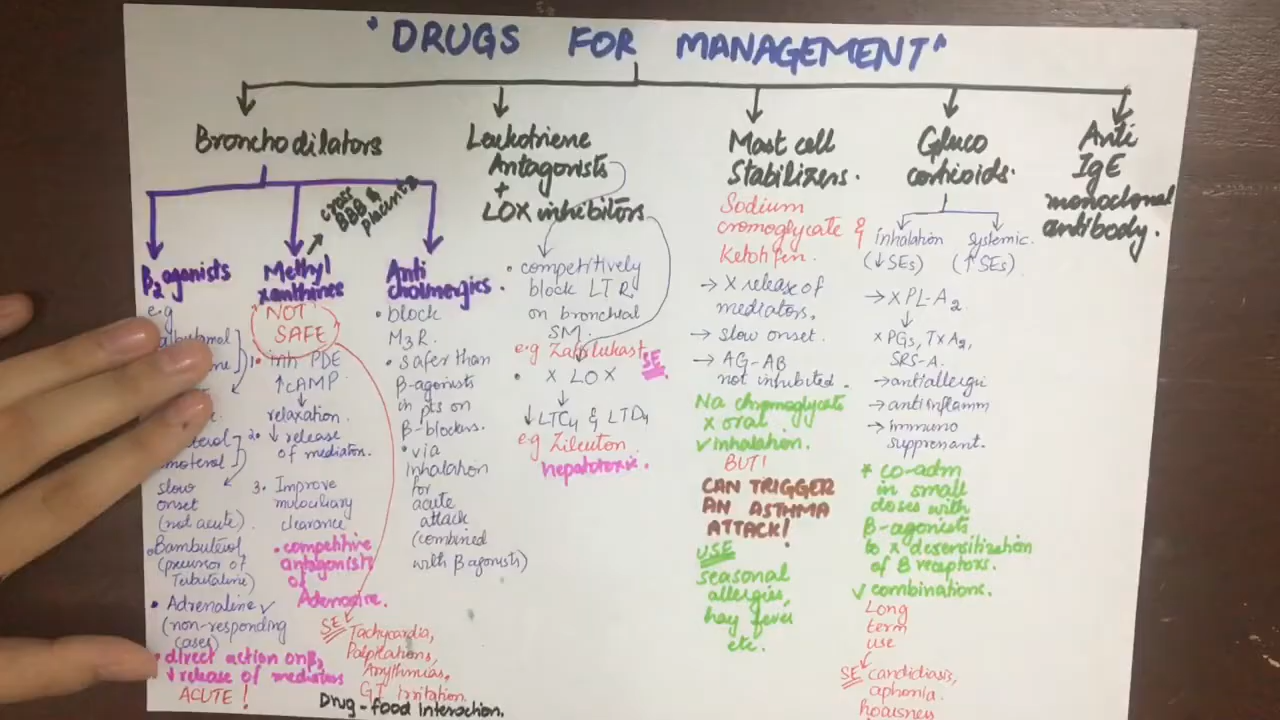 "DRUGS FOR MANAGEMENT"
Bronchodilators
β2 agonists
e.g
slow
onset
(not acute).
• Bambuterol
(precursor of
Terbutaline)
• Adrenaline ✓
(non-responding
cases)
• direct action on β2
↓ release of mediators
ACUTE !
cross
BBB &
placenta
Methyl
xanthines
NOT
SAFE
1. inh PDE
↑cAMP
↓
relaxation.
2. ↓ release
of mediators.
3. Improve
mucociliary
clearance
• competitive
antagonists
of
Adenosine.
SE Tachycardia,
Palpitations,
Arrythmias.
GI irritation
Drug-food interaction.
Anti
cholinergics.
• block
M3R.
• safer than
β-agonists
in pts on
β-blockers.
• via
inhalation
for
acute
attack
(combined
with β agonists)
Leukotriene
Antagonists
+
LOX inhibitors
• competitively
block LTR
on bronchial
SM.
e.g Zafirlukast
SE
• X LOX
↓
↓LTC4 & LTD4
e.g Zileuton
hepatotoxic.
Mast cell
Stabilizers.
Sodium
cromoglycate &
Ketotifen.
→ X release of
mediators.
→ slow onset.
→ AG-AB
not inhibited.
Na chromoglycate
x oral
✓ inhalation.
BUT!
CAN TRIGGER
AN ASTHMA
ATTACK!
USE
seasonal
allergies,
hay fever
etc.
Gluco
corticoids.
inhalation
(↓SEs)
systemic.
(↑SEs)
→ X PL-A2
↓
x PGs, TxA2,
SRS-A.
→ antiallergic
→ antiinflamm
→ immuno
suppresant.
* co-adm
in small
doses with
β-agonists
to x desensitization
of β receptors.
✓ combinations.
Long
term
use
SE candidiasis,
aphonia.
hoarsness
Anti
IgE
monoclonal
antibody.